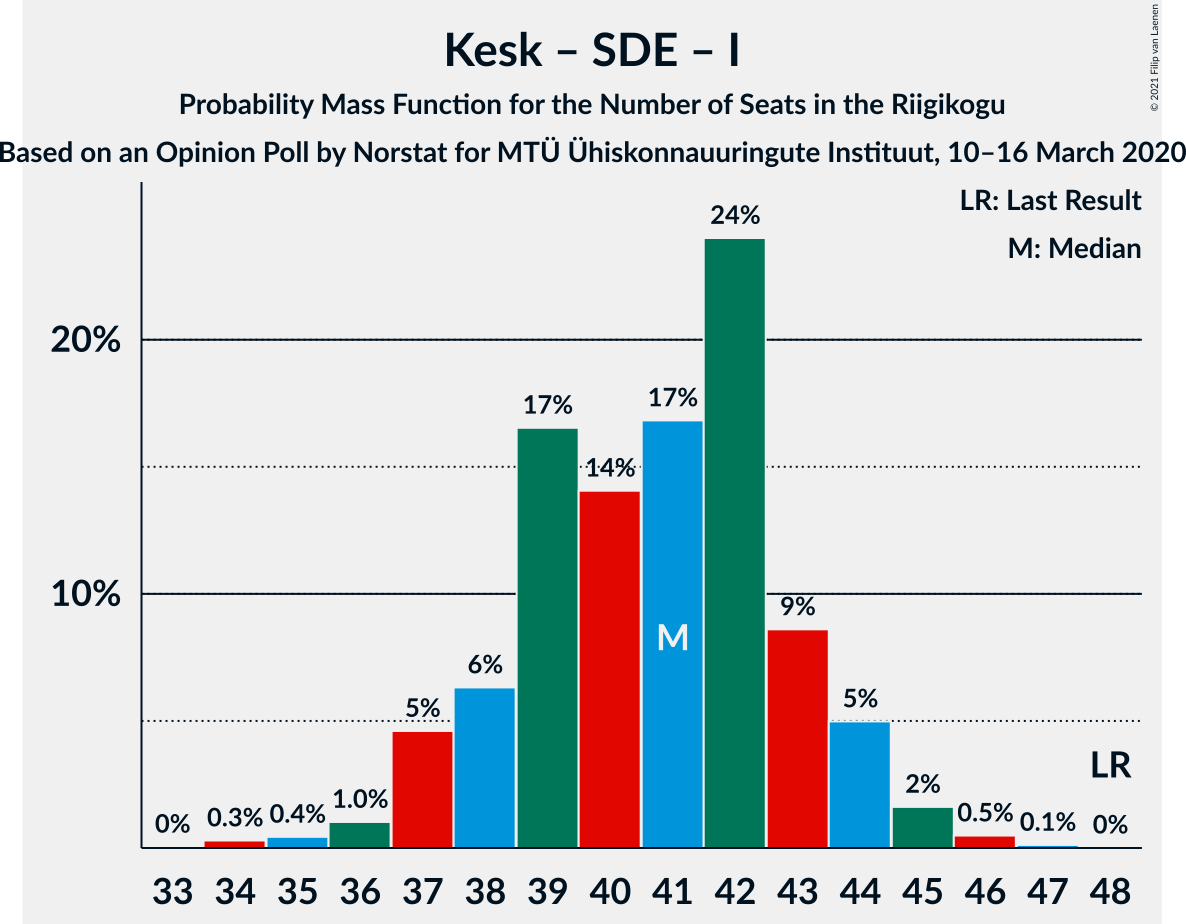 Kesk – SDE – I
Probability Mass Function for the Number of Seats in the Riigikogu
Based on an Opinion Poll by Norstat for MTÜ Ühiskonnauuringute Instituut, 10–16 March 2020
© 2021 Filip van Laenen
LR: Last Result
M: Median
20%
10%
0%
0.3%
0.4%
1.0%
5%
6%
17%
14%
17%
24%
9%
5%
2%
0.5%
0.1%
0%
M
LR
33 34 35 36 37 38 39 40 41 42 43 44 45 46 47 48